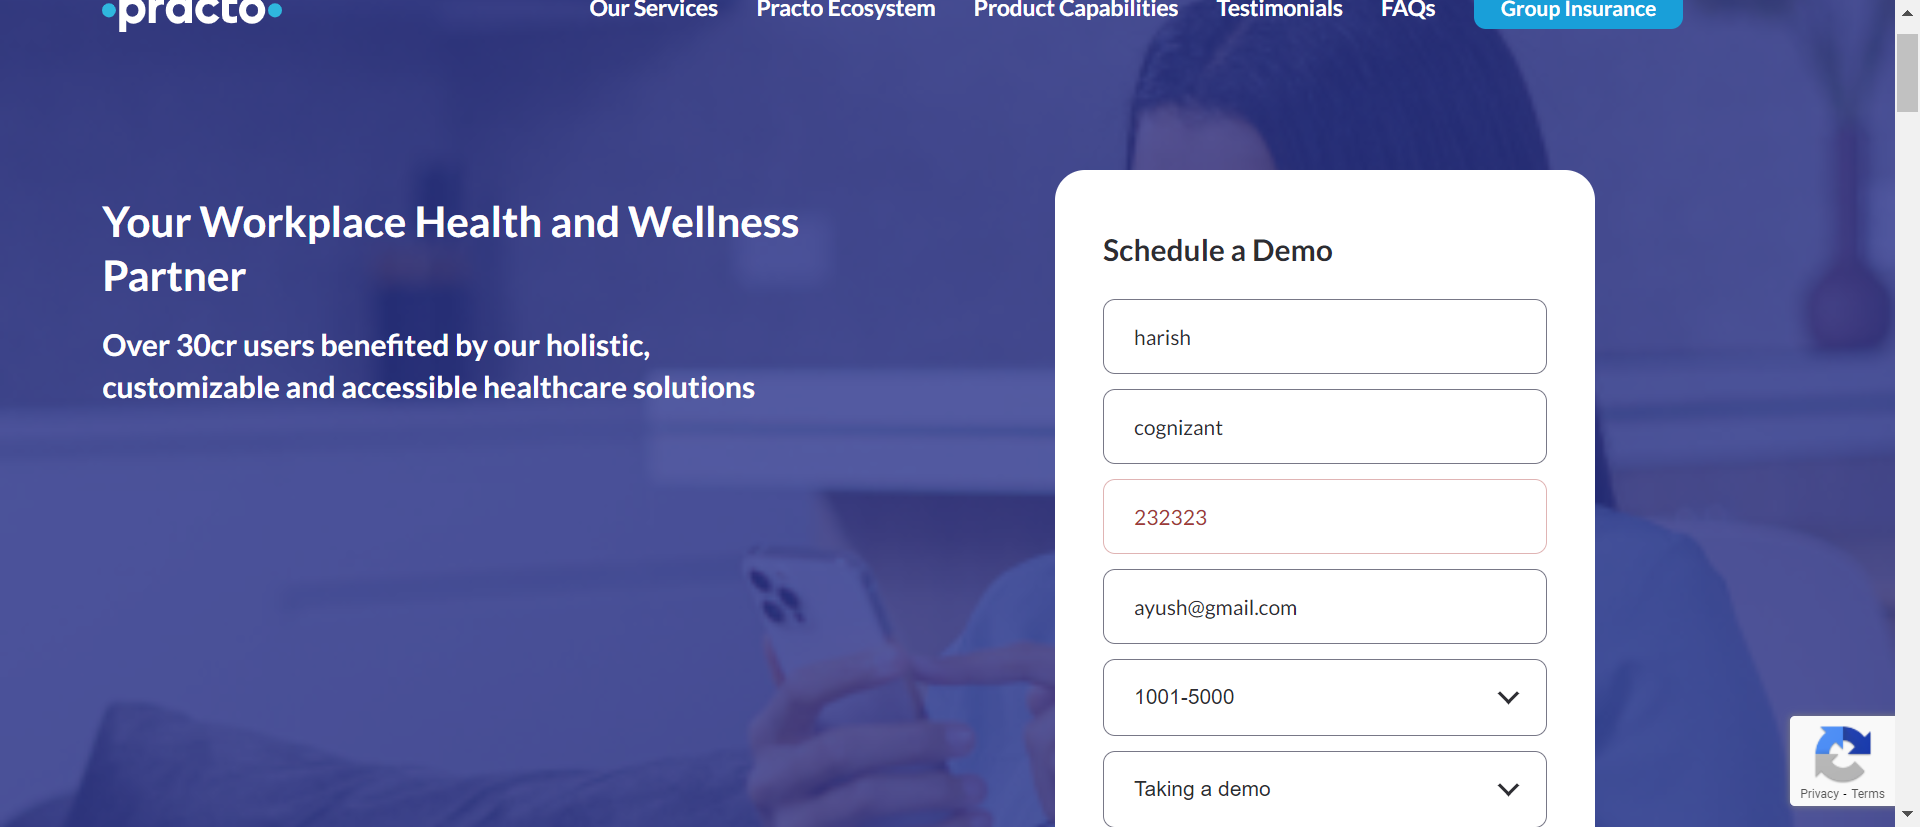 practo
Our Services
Practo Ecosystem
Product Capabilities
Testimonials
FAQs
Group Insurance
Your Workplace Health and Wellness
Partner
Over 30cr users benefited by our holistic,
customizable and accessible healthcare solutions
Schedule a Demo
harish
cognizant
232323
ayush@gmail.com
1001-5000
Taking a demo
Privacy - Terms